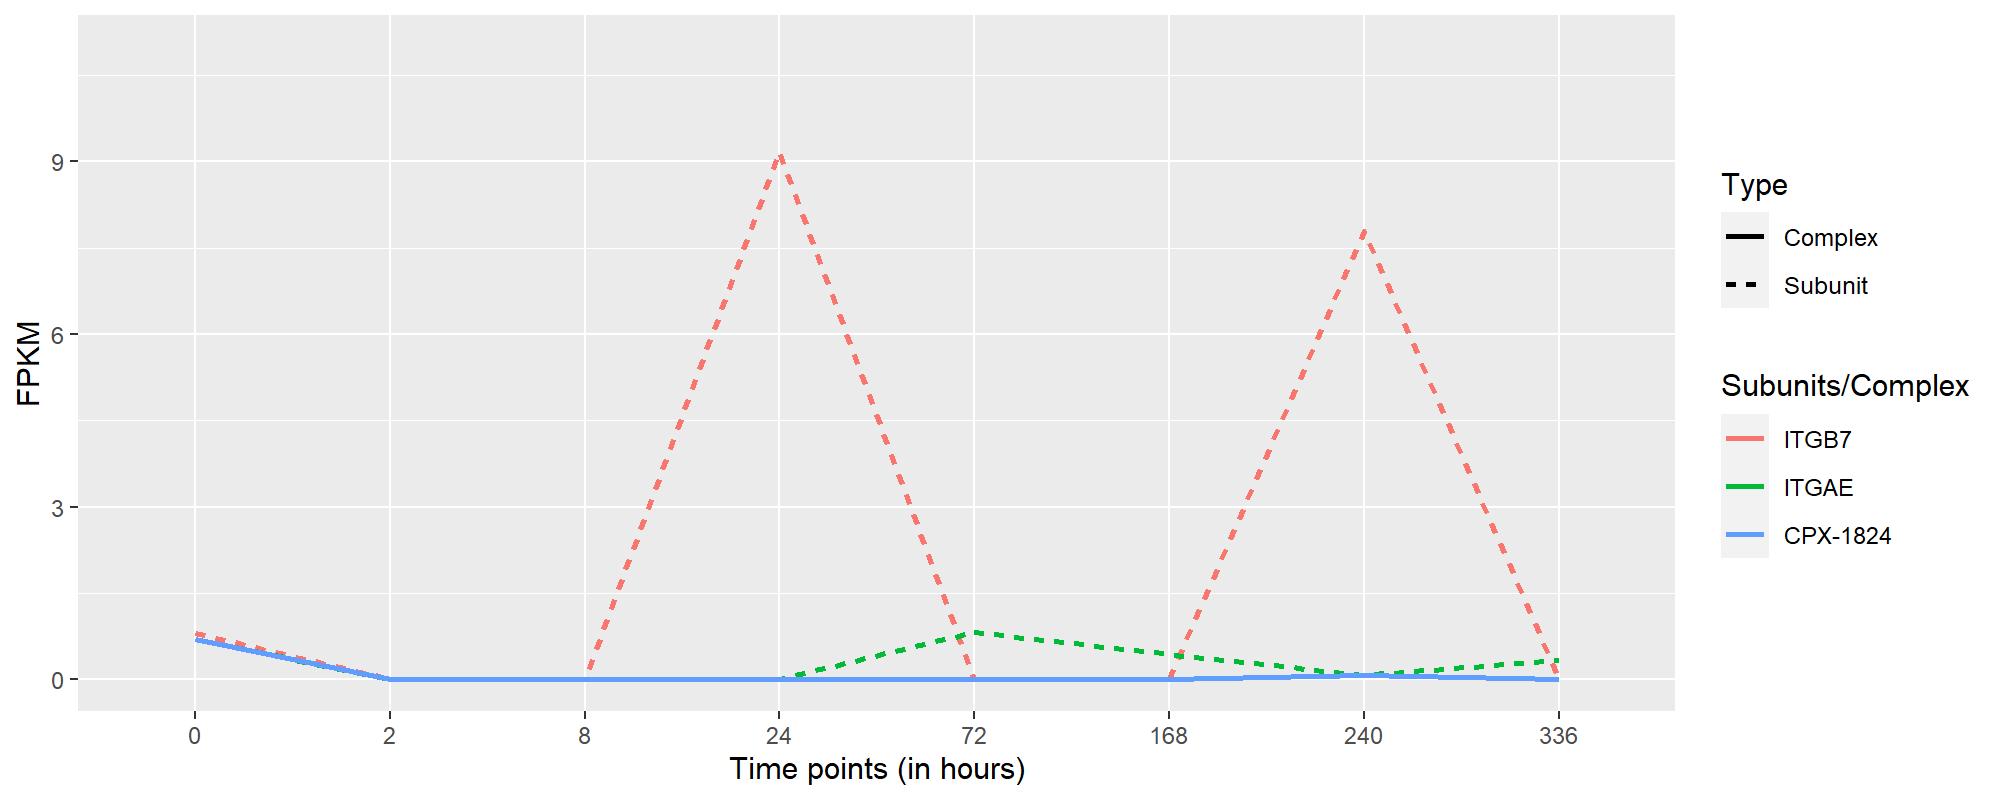 9
6
3
0
FPKM
0 2 8 24 72 168 240 336
Time points (in hours)
Type
Complex
Subunit
Subunits/Complex
ITGB7
ITGAE
CPX-1824